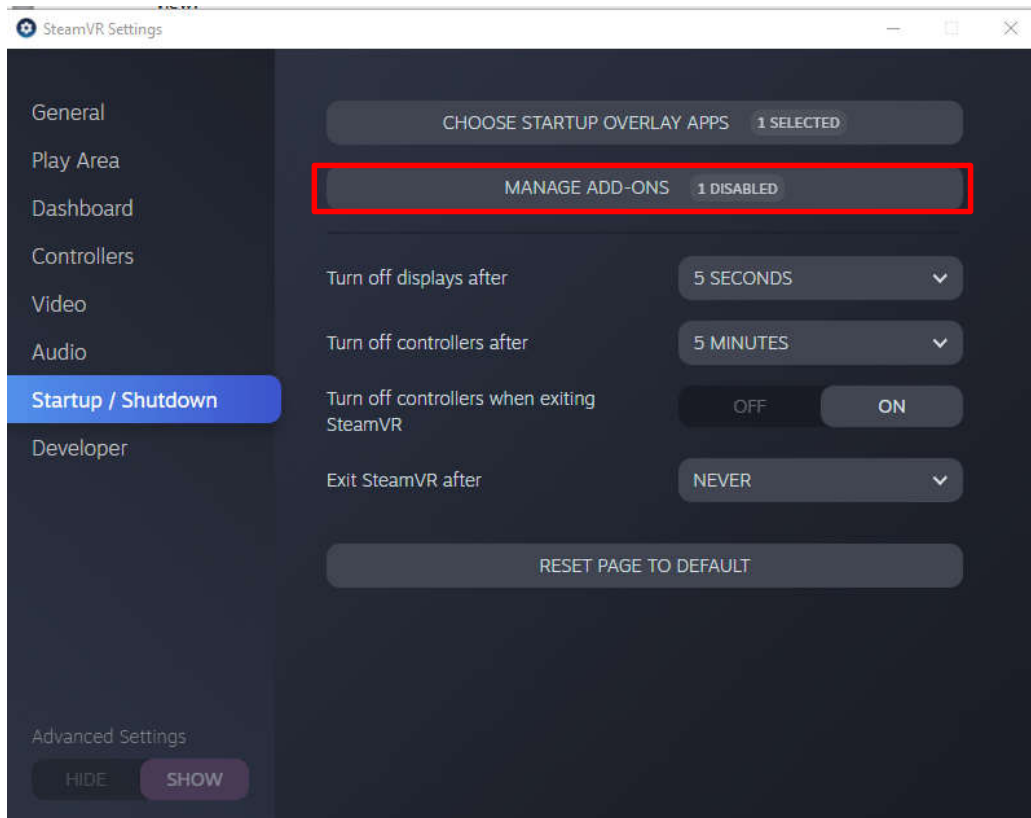 SteamVR Settings
General
Play Area
Dashboard
Controllers
Video
Audio
Startup / Shutdown
Developer
Advanced Settings
HIDE SHOW
CHOOSE STARTUP OVERLAY APPS 1 SELECTED
MANAGE ADD-ONS 1 DISABLED
Turn off displays after 5 SECONDS
Turn off controllers after 5 MINUTES
Turn off controllers when exiting
SteamVR
OFF ON
Exit SteamVR after NEVER
RESET PAGE TO DEFAULT